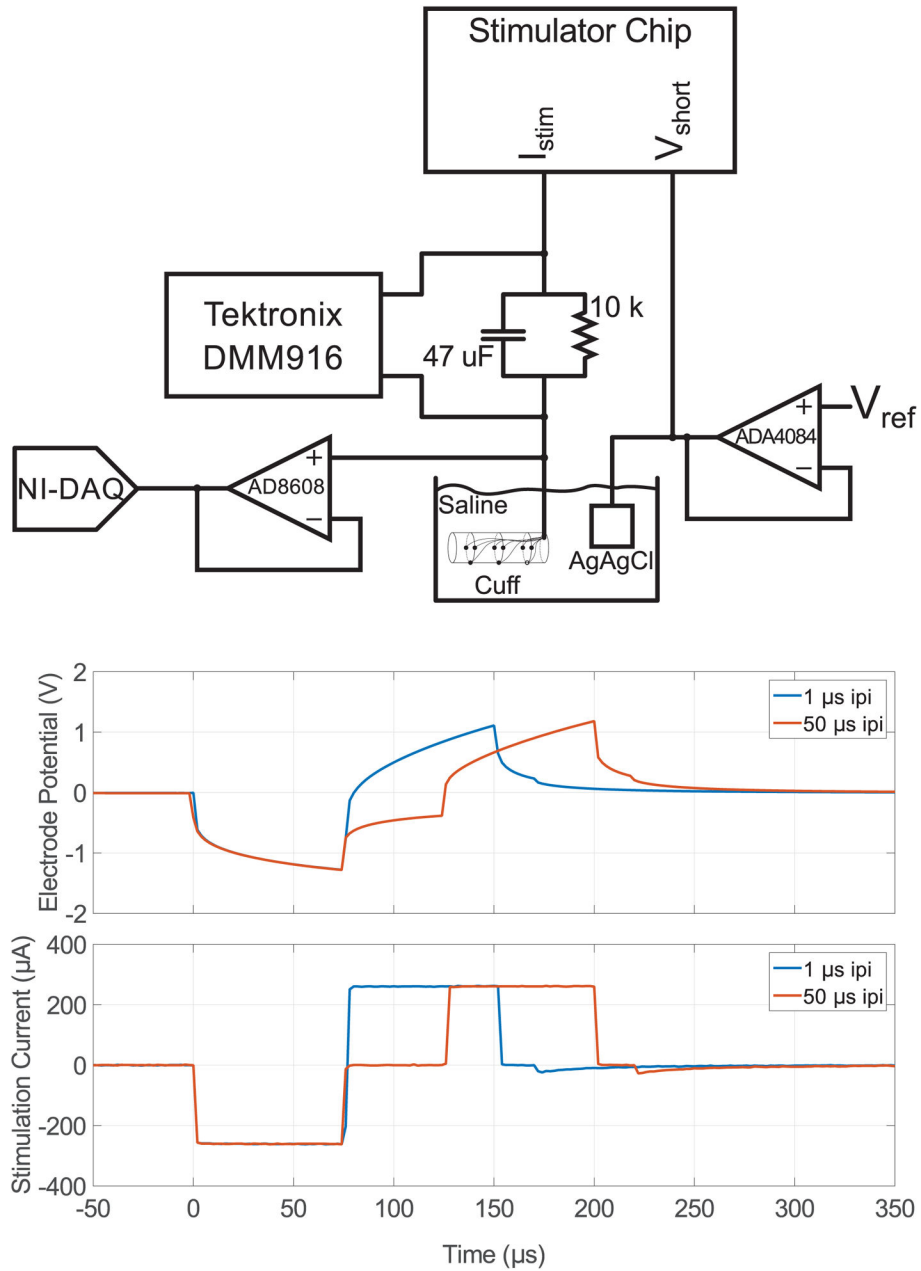 Stimulator Chip
I_stim
V_short
Tektronix
DMM916
47 uF
10 k
+
−
AD8608
NI-DAQ
Saline
Cuff
AgAgCl
+
−
ADA4084
V_ref
Electrode Potential (V)
2
1
0
-1
-2
1 µs ipi
50 µs ipi
Stimulation Current (µA)
400
200
0
-200
-400
1 µs ipi
50 µs ipi
-50 0 50 100 150 200 250 300 350
Time (µs)